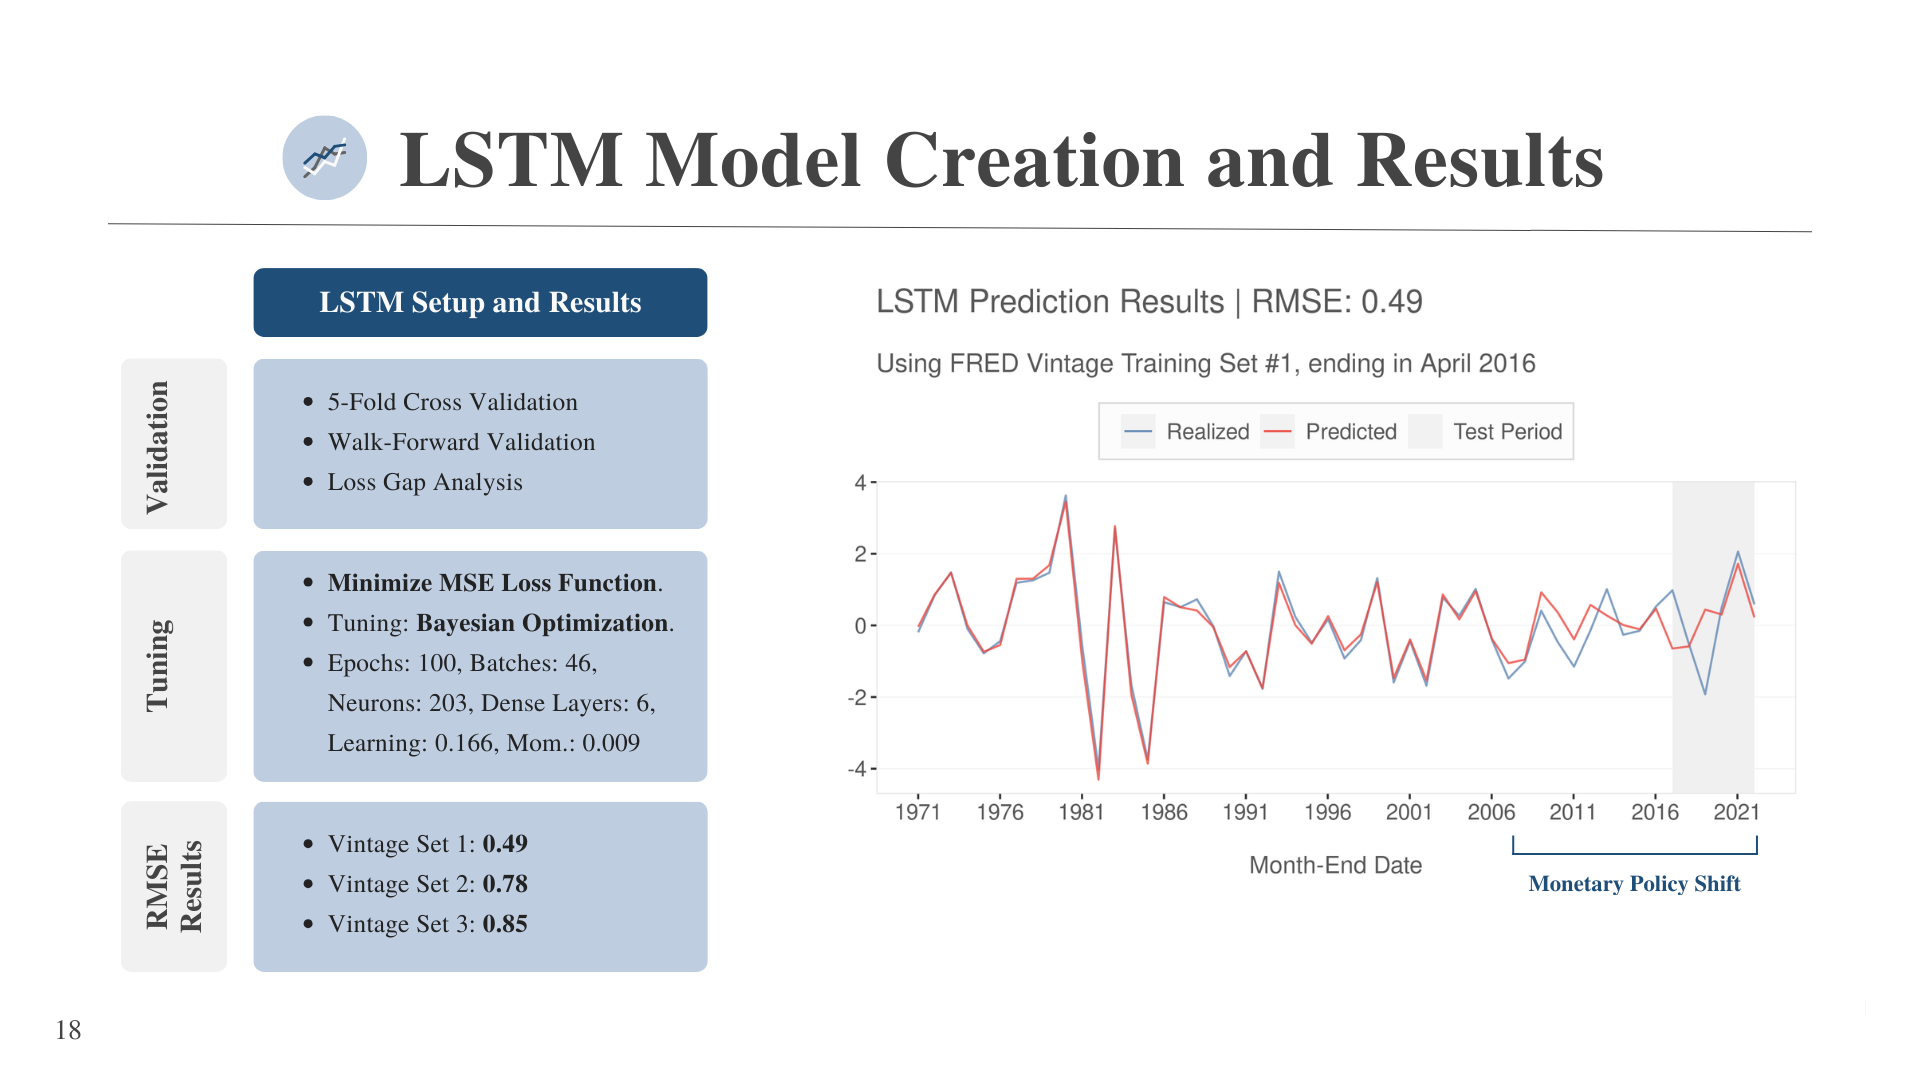 LSTM Model Creation and Results
LSTM Setup and Results
Validation
• 5-Fold Cross Validation
• Walk-Forward Validation
• Loss Gap Analysis
Tuning
• Minimize MSE Loss Function.
• Tuning: Bayesian Optimization.
• Epochs: 100, Batches: 46,
Neurons: 203, Dense Layers: 6,
Learning: 0.166, Mom.: 0.009
RMSE
Results
• Vintage Set 1: 0.49
• Vintage Set 2: 0.78
• Vintage Set 3: 0.85
LSTM Prediction Results | RMSE: 0.49
Using FRED Vintage Training Set #1, ending in April 2016
Realized Predicted Test Period
4
2
0
-2
-4
1971 1976 1981 1986 1991 1996 2001 2006 2011 2016 2021
Month-End Date
Monetary Policy Shift
18